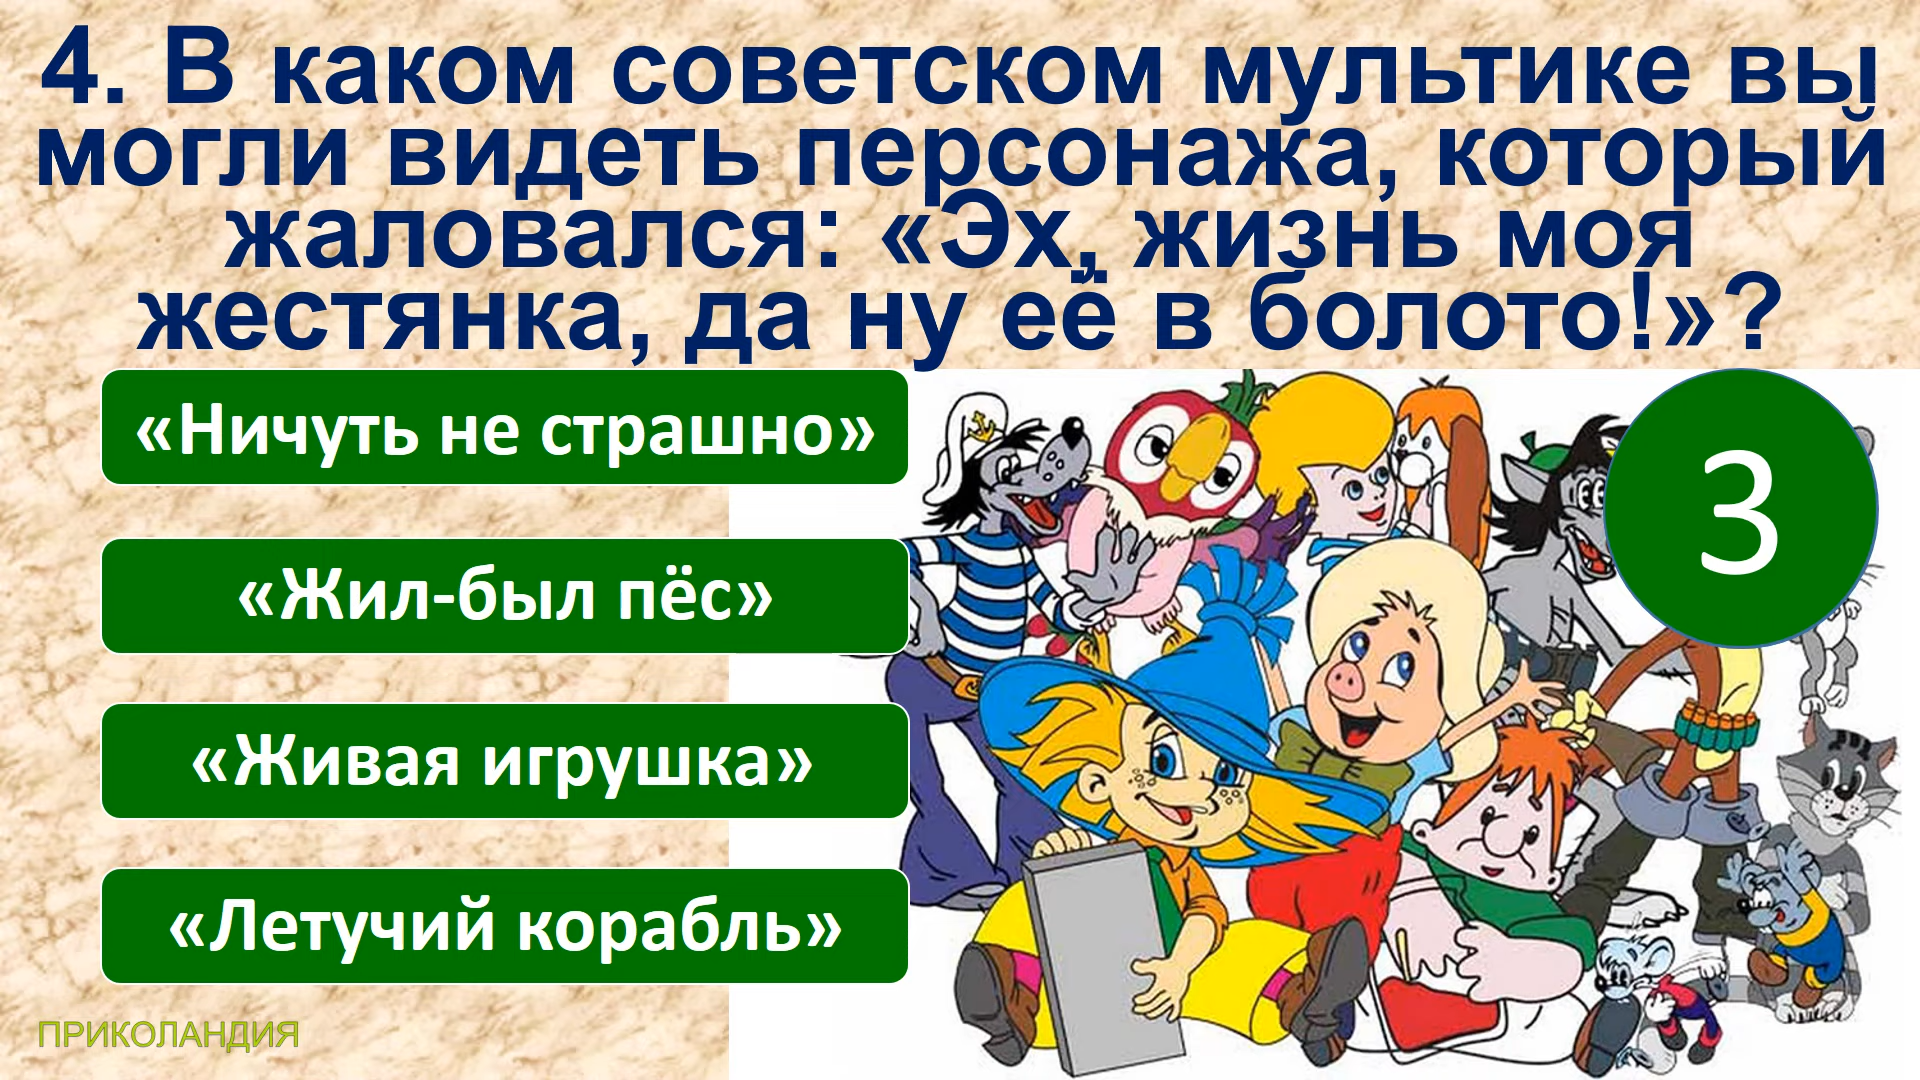 4. В каком советском мультике вы
могли видеть персонажа, который
жаловался: «Эх, жизнь моя
жестянка, да ну её в болото!»?
«Ничуть не страшно»
3
«Жил-был пёс»
«Живая игрушка»
«Летучий корабль»
ПРИКОЛАНДИЯ